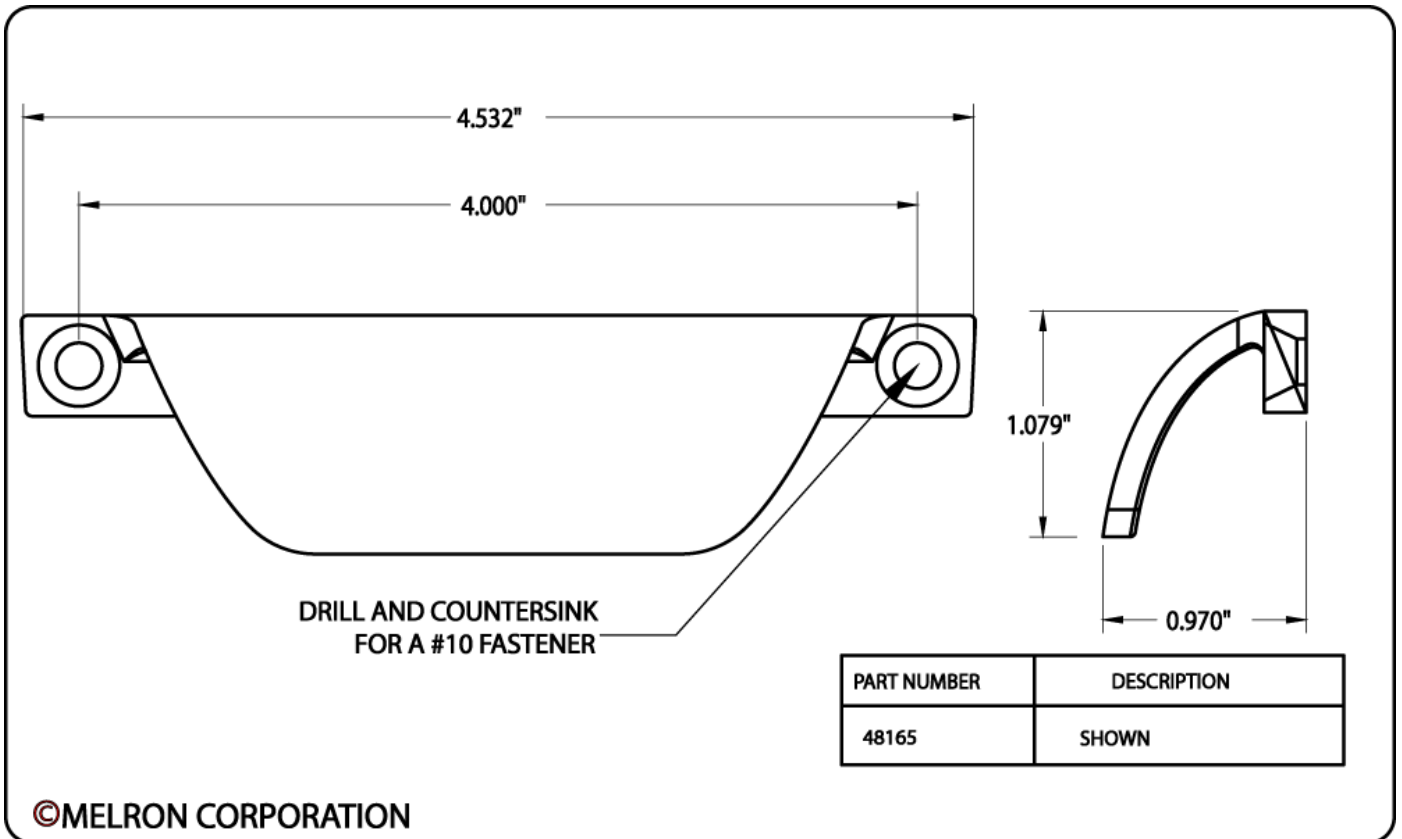 4.532"
4.000"
1.079"
DRILL AND COUNTERSINK
FOR A #10 FASTENER
0.970"
PART NUMBER DESCRIPTION
48165 SHOWN
©MELRON CORPORATION